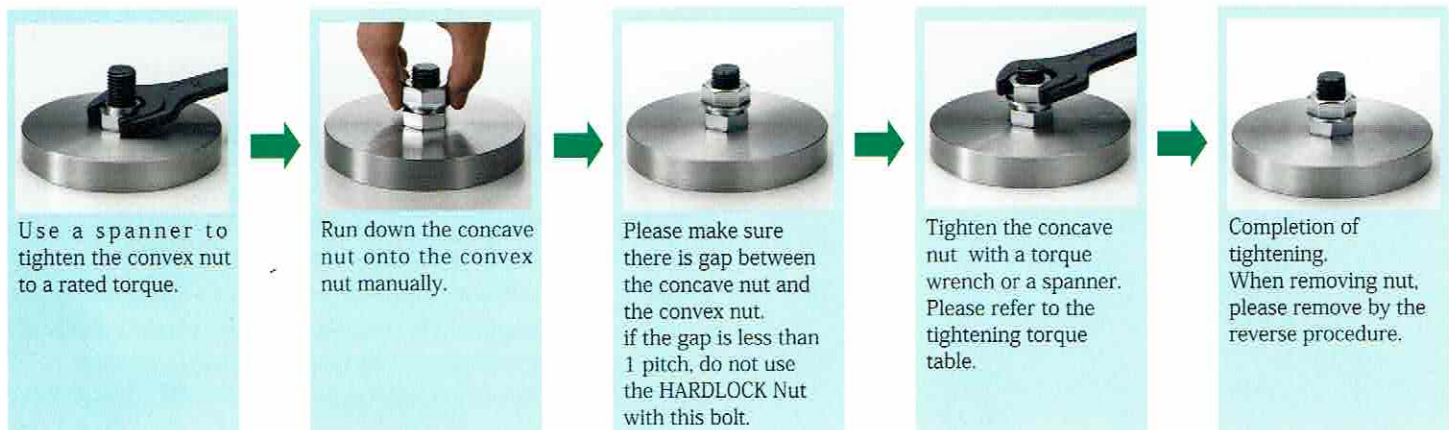 Use a spanner to
tighten the convex nut
to a rated torque.
Run down the concave
nut onto the convex
nut manually.
Please make sure
there is gap between
the concave nut and
the convex nut.
if the gap is less than
1 pitch, do not use
the HARDLOCK Nut
with this bolt.
Tighten the concave
nut with a torque
wrench or a spanner.
Please refer to the
tightening torque
table.
Completion of
tightening.
When removing nut,
please remove by the
reverse procedure.